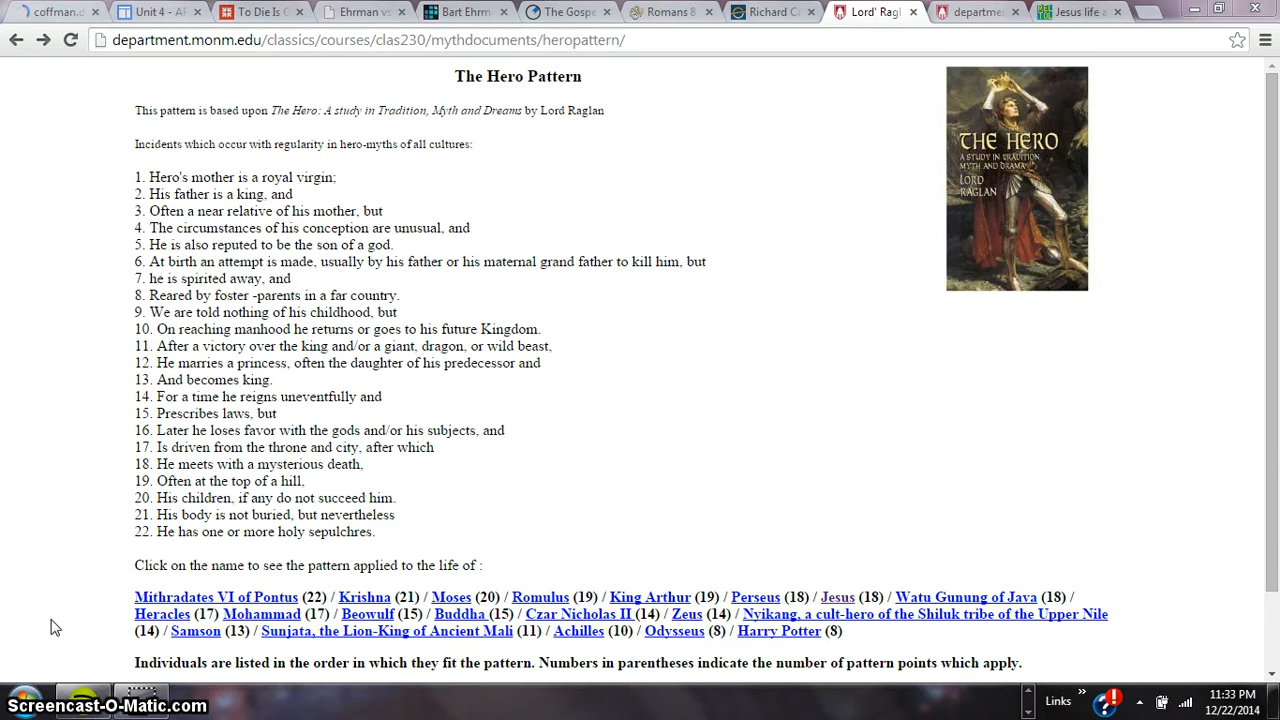 coffman.d
Unit 4 - AP
To Die Is G
Ehrman vs
Bart Ehrm
The Gospe
Romans 8
Richard Ca
Lord' Ragl
departmen
Jesus life a
department.monm.edu/classics/courses/clas230/mythdocuments/heropattern/
The Hero Pattern
This pattern is based upon The Hero: A study in Tradition, Myth and Dreams by Lord Raglan
Incidents which occur with regularity in hero-myths of all cultures:
1. Hero's mother is a royal virgin;
2. His father is a king, and
3. Often a near relative of his mother, but
4. The circumstances of his conception are unusual, and
5. He is also reputed to be the son of a god.
6. At birth an attempt is made, usually by his father or his maternal grand father to kill him, but
7. he is spirited away, and
8. Reared by foster -parents in a far country.
9. We are told nothing of his childhood, but
10. On reaching manhood he returns or goes to his future Kingdom.
11. After a victory over the king and/or a giant, dragon, or wild beast,
12. He marries a princess, often the daughter of his predecessor and
13. And becomes king.
14. For a time he reigns uneventfully and
15. Prescribes laws, but
16. Later he loses favor with the gods and/or his subjects, and
17. Is driven from the throne and city, after which
18. He meets with a mysterious death,
19. Often at the top of a hill,
20. His children, if any do not succeed him.
21. His body is not buried, but nevertheless
22. He has one or more holy sepulchres.
THE HERO
A STUDY IN TRADITION
MYTH AND DRAMA
LORD
RAGLAN
Click on the name to see the pattern applied to the life of :
Mithradates VI of Pontus (22) / Krishna (21) / Moses (20) / Romulus (19) / King Arthur (19) / Perseus (18) / Jesus (18) / Watu Gunung of Java (18) /
Heracles (17) Mohammad (17) / Beowulf (15) / Buddha (15) / Czar Nicholas II (14) / Zeus (14) / Nyikang, a cult-hero of the Shiluk tribe of the Upper Nile
(14) / Samson (13) / Sunjata, the Lion-King of Ancient Mali (11) / Achilles (10) / Odysseus (8) / Harry Potter (8)
Individuals are listed in the order in which they fit the pattern. Numbers in parentheses indicate the number of pattern points which apply.
Screencast-O-Matic.com
Links
11:33 PM
12/22/2014